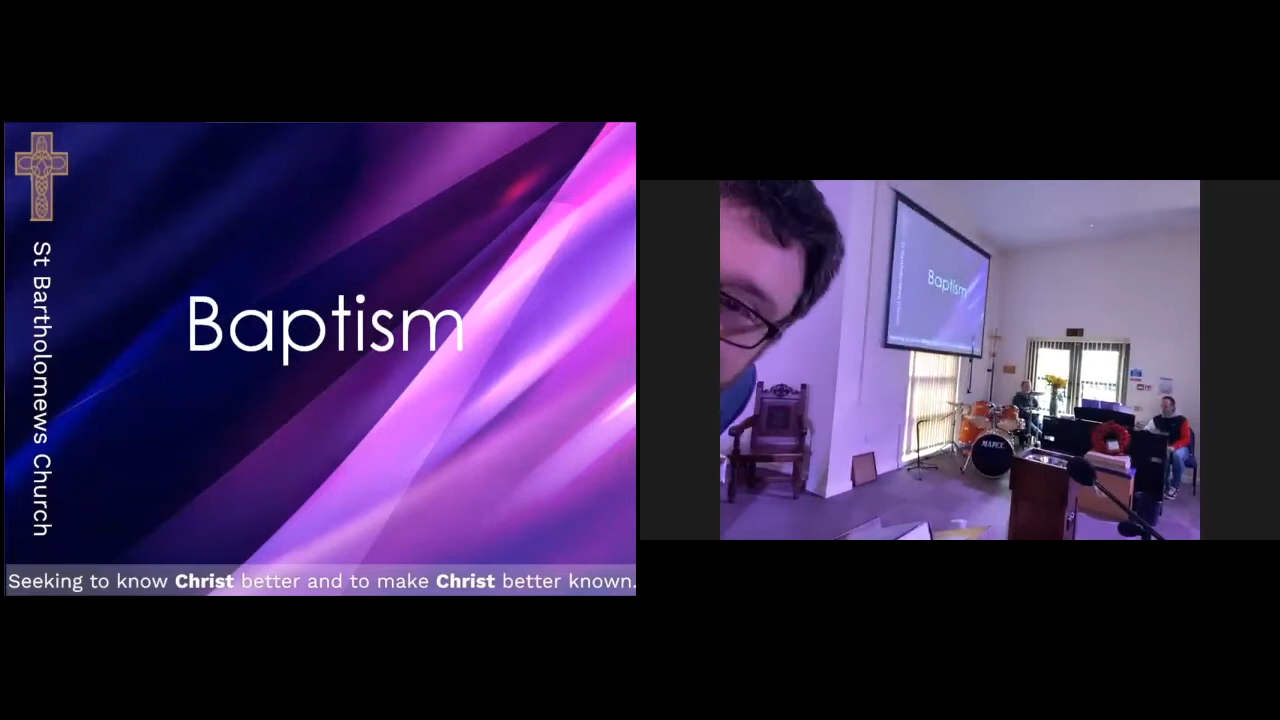 St Bartholomews Church
Baptism
Seeking to know Christ better and to make Christ better known.
Baptism
MAPEX